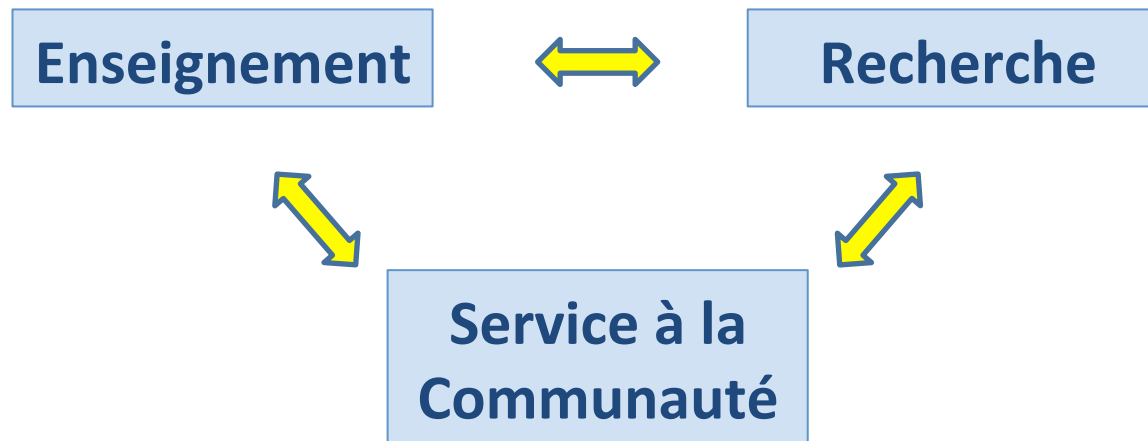 Enseignement
Recherche
Service à la
Communauté